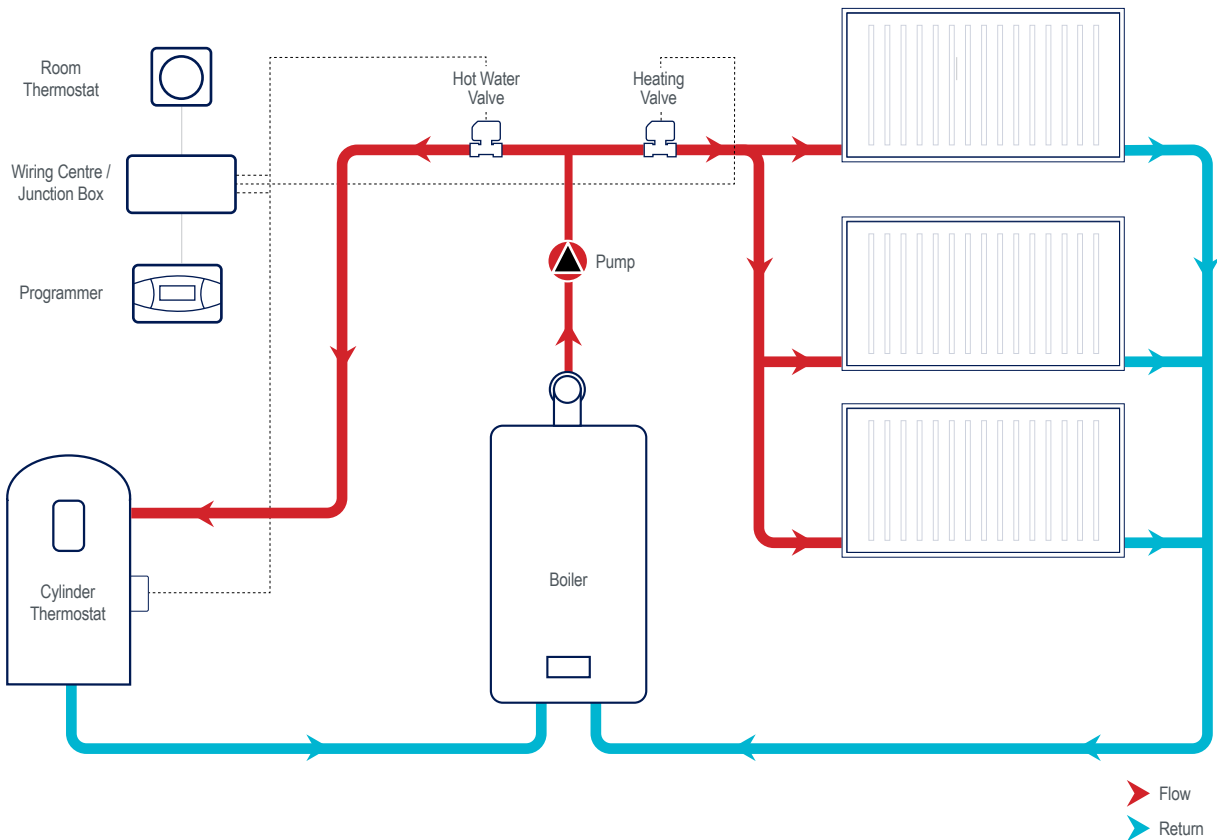 Room
Thermostat
Hot Water
Valve
Heating
Valve
Wiring Centre /
Junction Box
Pump
Programmer
Cylinder
Thermostat
Boiler
Flow
Return